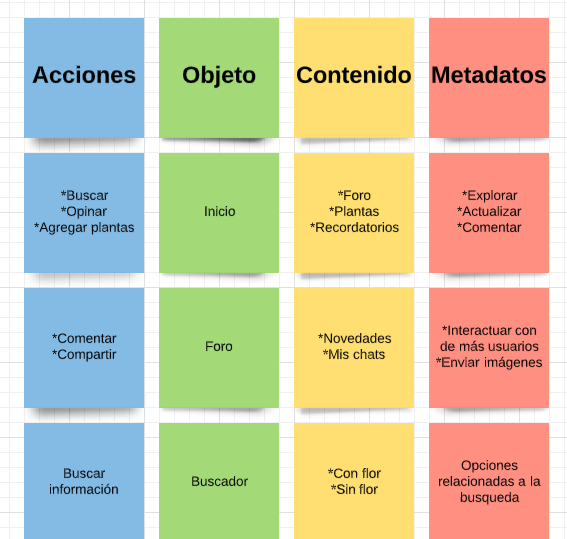 Acciones
Objeto
Contenido
Metadatos
*Buscar
*Opinar
*Agregar plantas
Inicio
*Foro
*Plantas
*Recordatorios
*Explorar
*Actualizar
*Comentar
*Comentar
*Compartir
Foro
*Novedades
*Mis chats
*Interactuar con
de más usuarios
*Enviar imágenes
Buscar
información
Buscador
*Con flor
*Sin flor
Opciones
relacionadas a la
busqueda